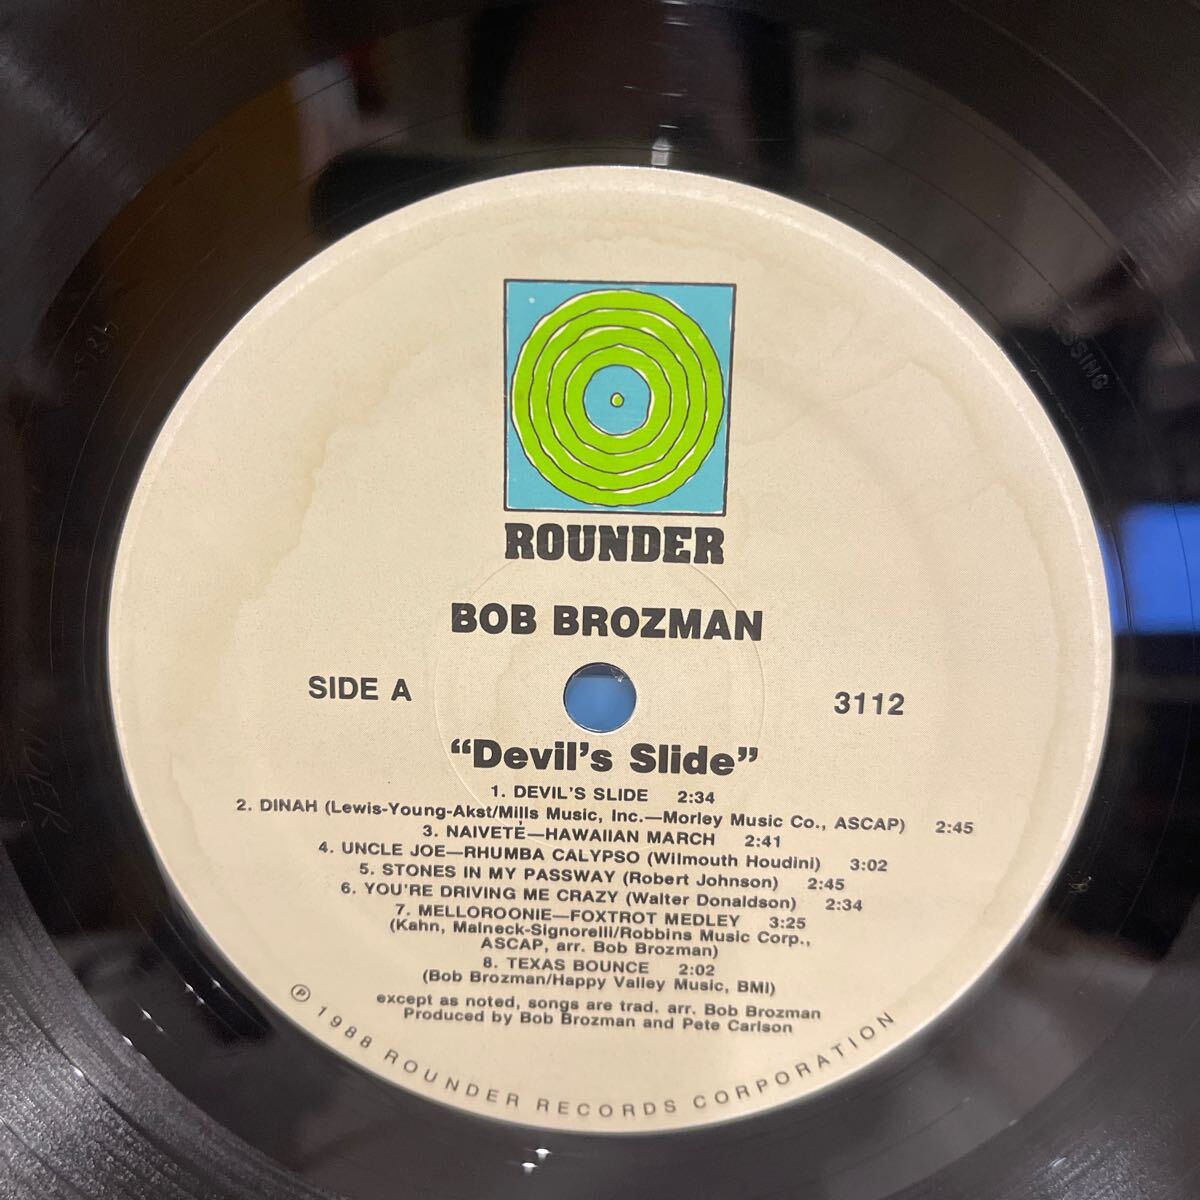 ROUNDER
BOB BROZMAN
SIDE A
3112
“Devil's Slide”
1. DEVIL'S SLIDE 2:34
2. DINAH (Lewis-Young-Akst/Mills Music, Inc.—Morley Music Co., ASCAP) 2:45
3. NAIVETÉ—HAWAIIAN MARCH 2:41
4. UNCLE JOE—RHUMBA CALYPSO (Wilmouth Houdini) 3:02
5. STONES IN MY PASSWAY (Robert Johnson) 2:45
6. YOU'RE DRIVING ME CRAZY (Walter Donaldson) 2:34
7. MELLOROONIE—FOXTROT MEDLEY 3:25
(Kahn, Malneck-Signorelli/Robbins Music Corp.,
ASCAP, arr. Bob Brozman)
8. TEXAS BOUNCE 2:02
(Bob Brozman/Happy Valley Music, BMI)
except as noted, songs are trad. arr. Bob Brozman
Produced by Bob Brozman and Pete Carlson
℗ 1988 ROUNDER RECORDS CORPORATION